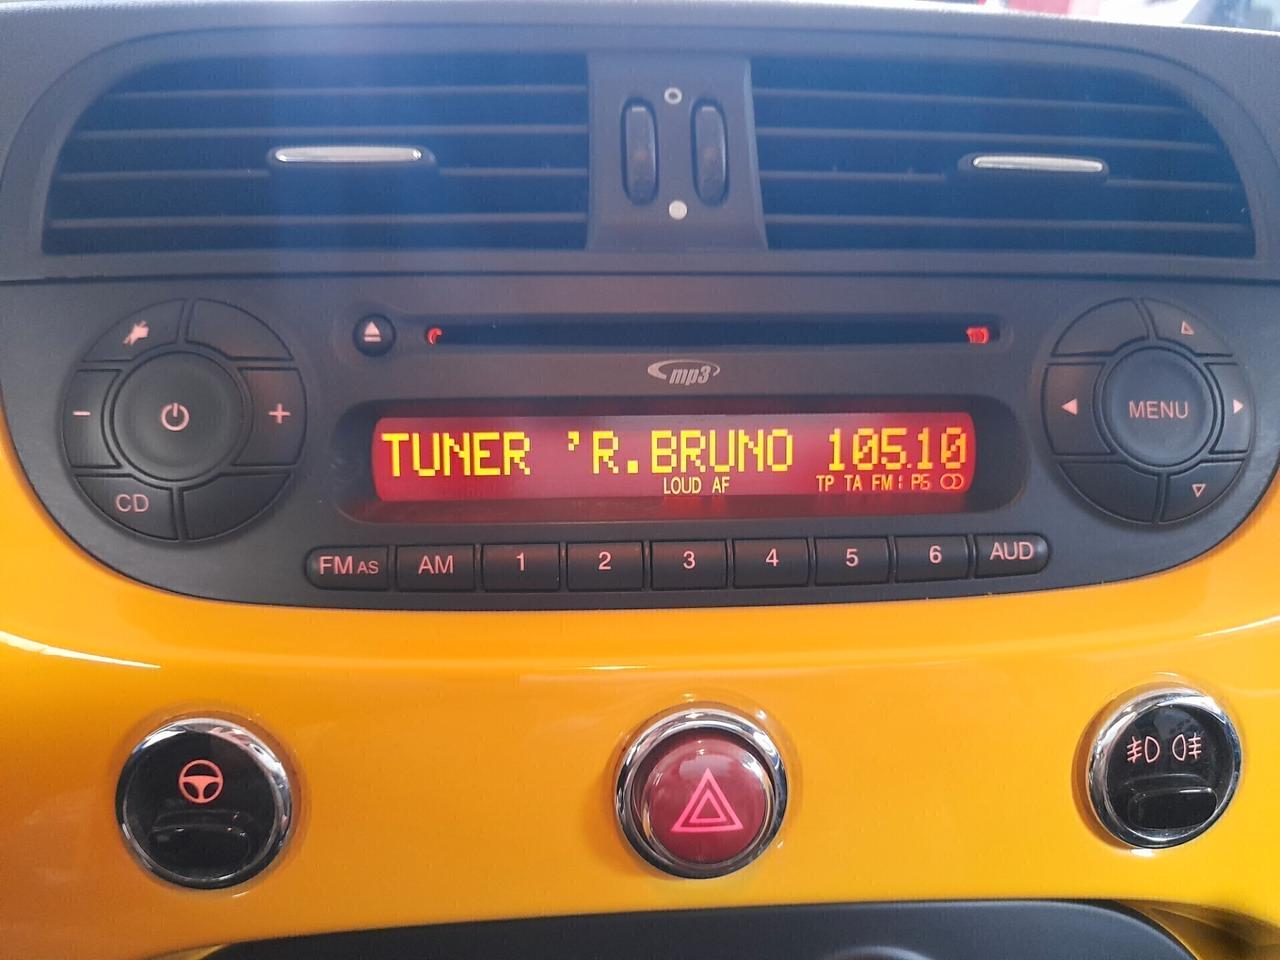 mp3
TUNER 'R.BRUNO 105.10
LOUD AF TP TA FM P5
MENU
CD
FM AS AM 1 2 3 4 5 6 AUD